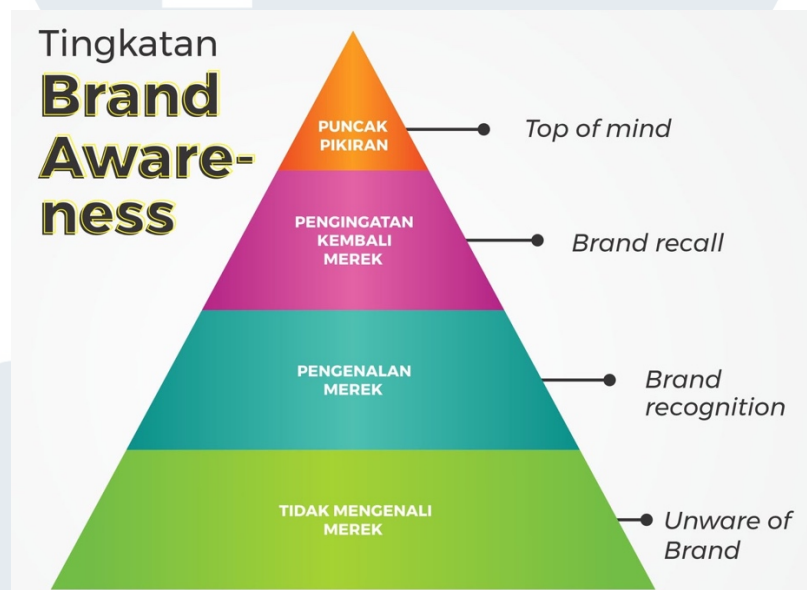 Tingkatan
Brand
Aware-
ness
PUNCAK
PIKIRAN
Top of mind
PENGINGATAN
KEMBALI
MEREK
Brand recall
PENGENALAN
MEREK
Brand
recognition
TIDAK MENGENALI
MEREK
Unware of
Brand